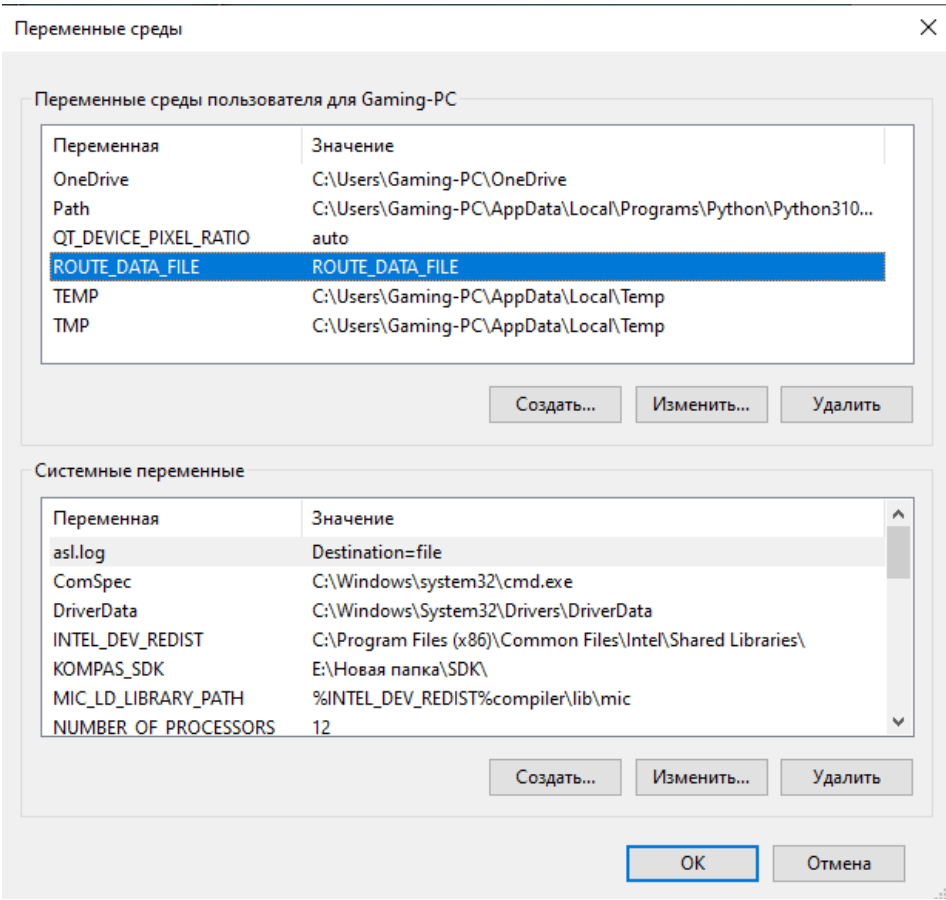 Переменные среды
Переменные среды пользователя для Gaming-PC
Переменная Значение
OneDrive C:\Users\Gaming-PC\OneDrive
Path C:\Users\Gaming-PC\AppData\Local\Programs\Python\Python310...
QT_DEVICE_PIXEL_RATIO auto
ROUTE_DATA_FILE ROUTE_DATA_FILE
TEMP C:\Users\Gaming-PC\AppData\Local\Temp
TMP C:\Users\Gaming-PC\AppData\Local\Temp
Создать... Изменить... Удалить
Системные переменные
Переменная Значение
asl.log Destination=file
ComSpec C:\Windows\system32\cmd.exe
DriverData C:\Windows\System32\Drivers\DriverData
INTEL_DEV_REDIST C:\Program Files (x86)\Common Files\Intel\Shared Libraries\
KOMPAS_SDK E:\Новая папка\SDK\
MIC_LD_LIBRARY_PATH %INTEL_DEV_REDIST%compiler\lib\mic
NUMBER_OF_PROCESSORS 12
Создать... Изменить... Удалить
ОК Отмена